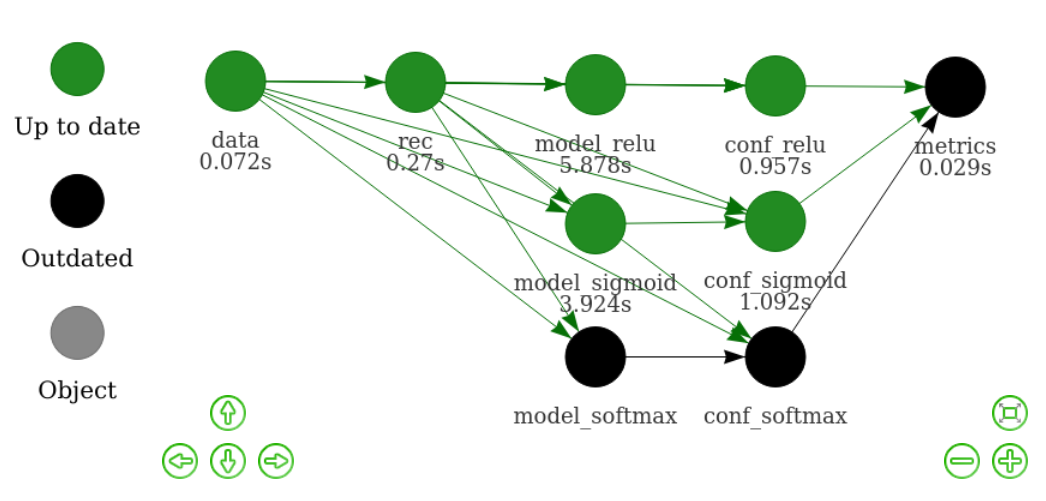 Up to date
Outdated
Object
data
0.072s
rec
0.27s
model_relu
5.878s
conf_relu
0.957s
metrics
0.029s
model_sigmoid
3.924s
conf_sigmoid
1.092s
model_softmax
conf_softmax